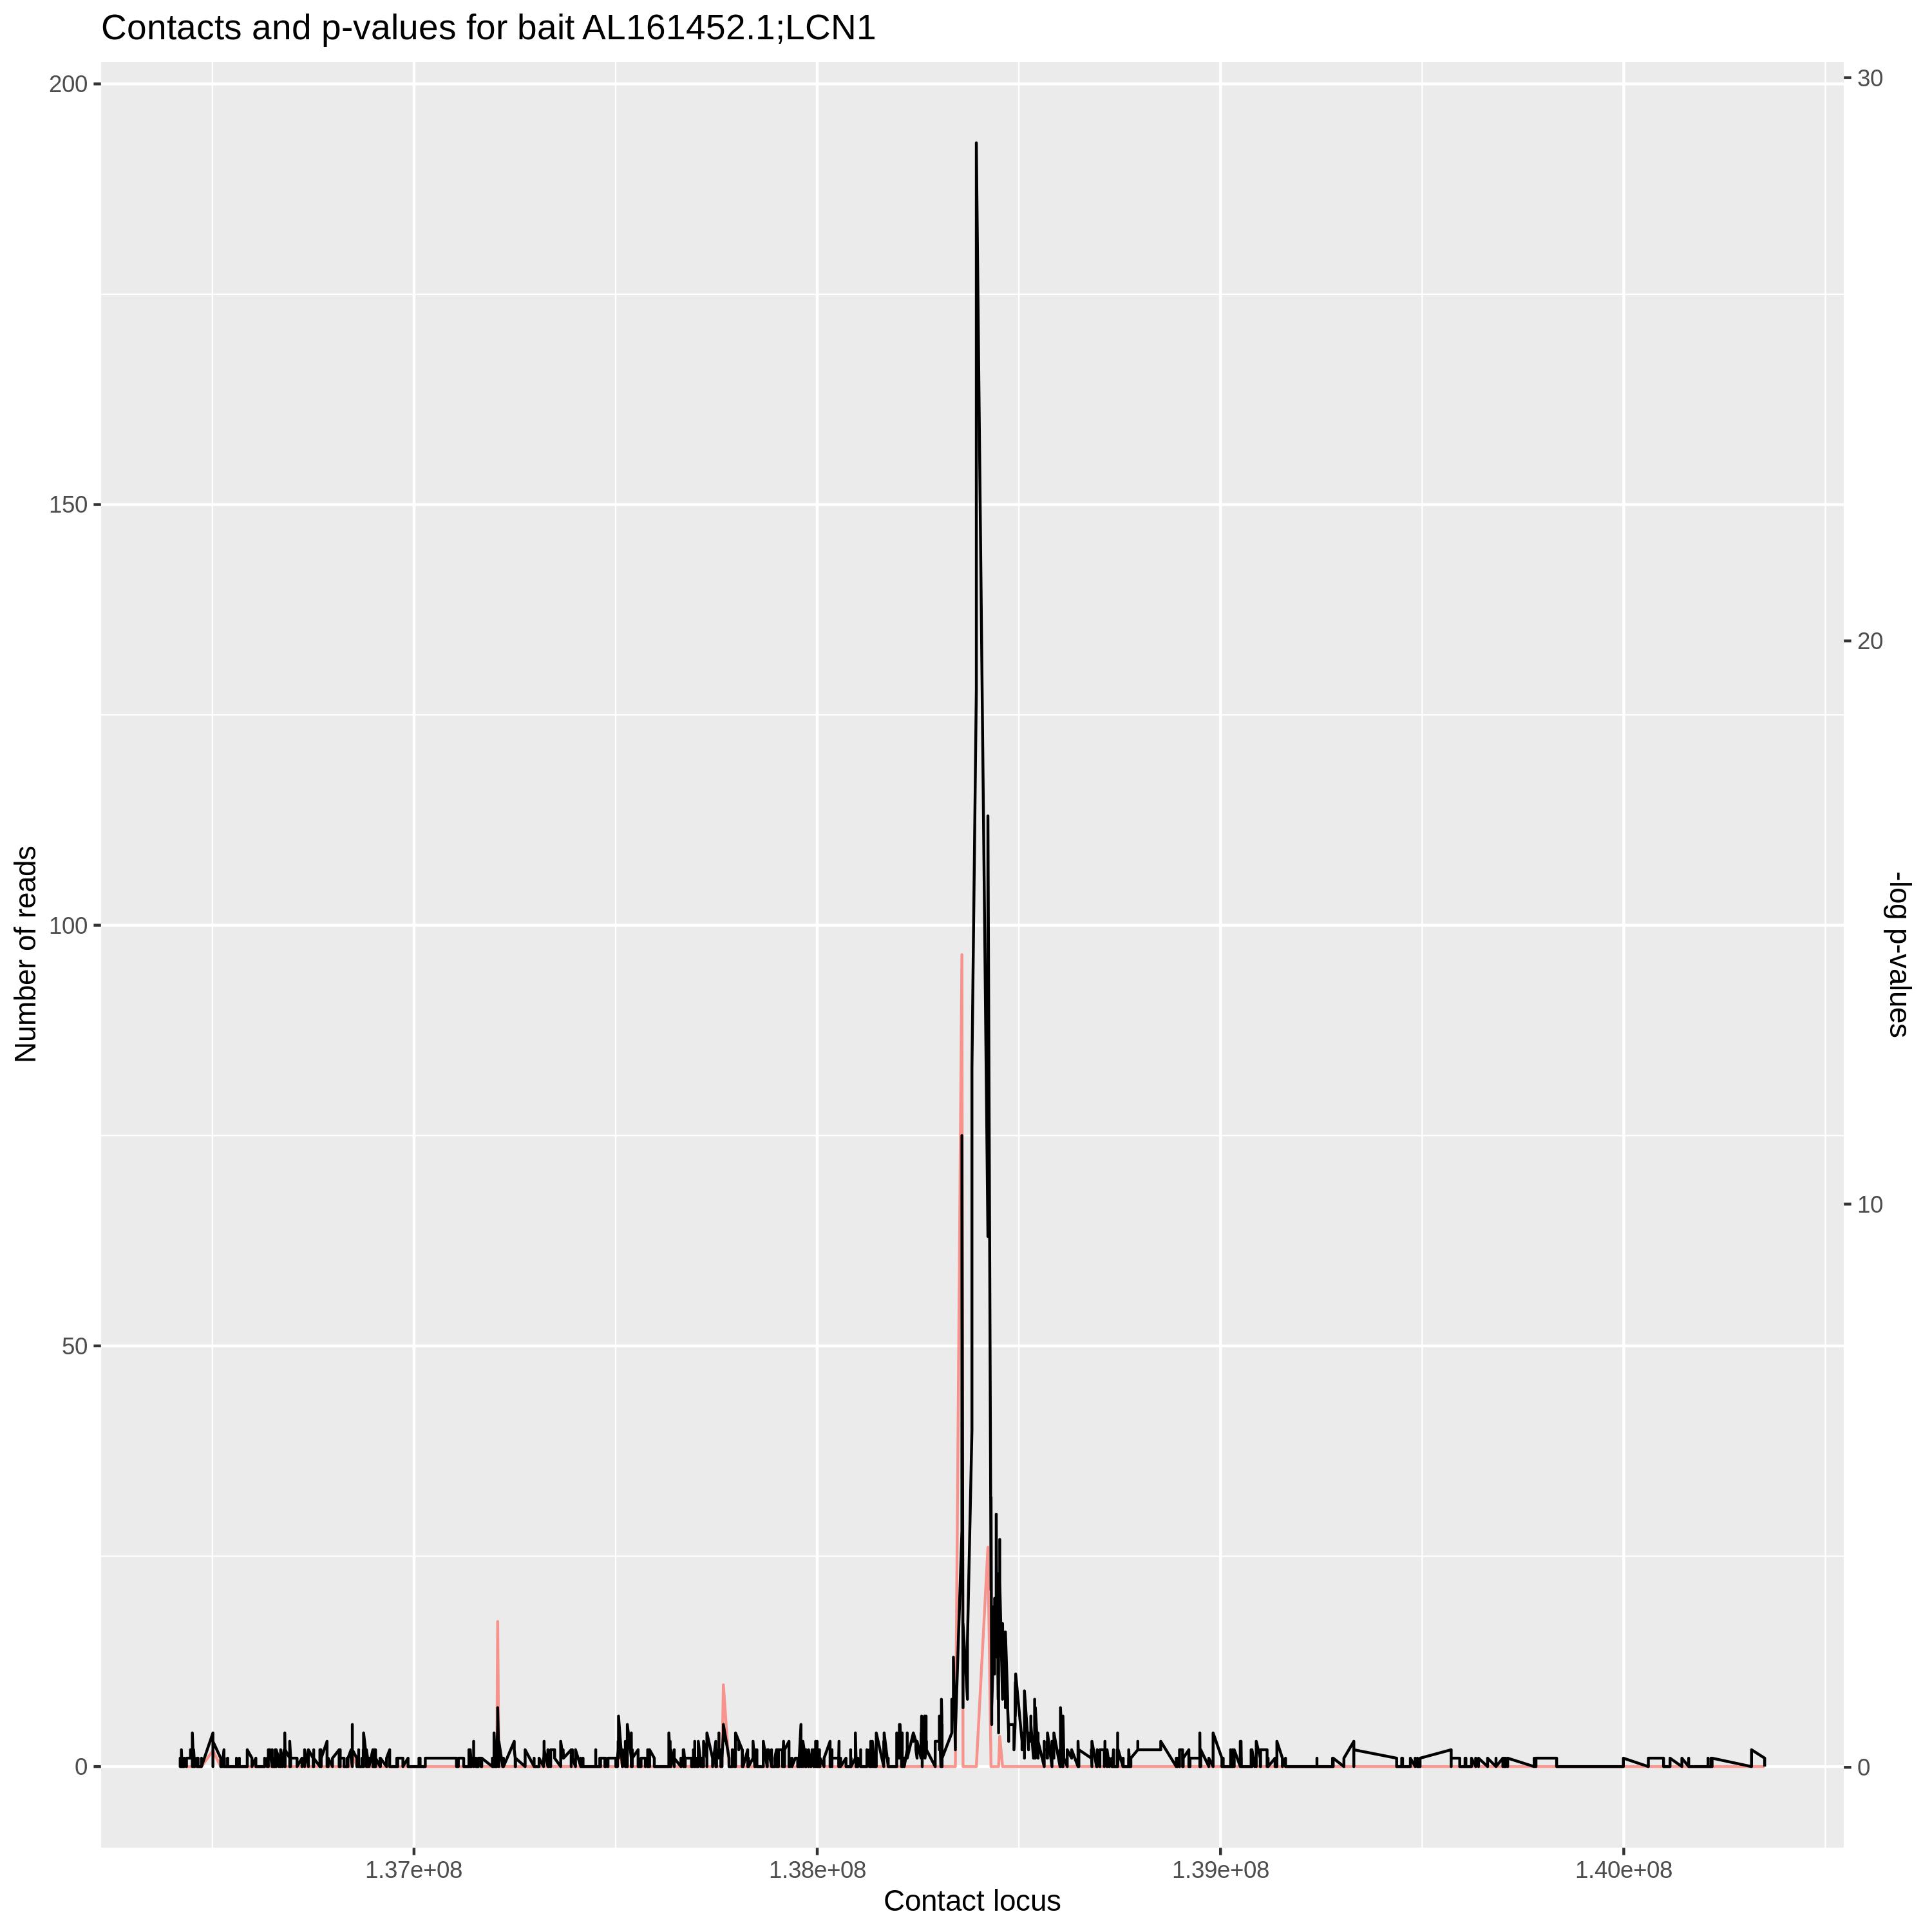 Contacts and p-values for bait AL161452.1;LCN1
200
150
100
50
0
Number of reads
30
20
10
0
-log p-values
1.37e+08
1.38e+08
1.39e+08
1.40e+08
Contact locus